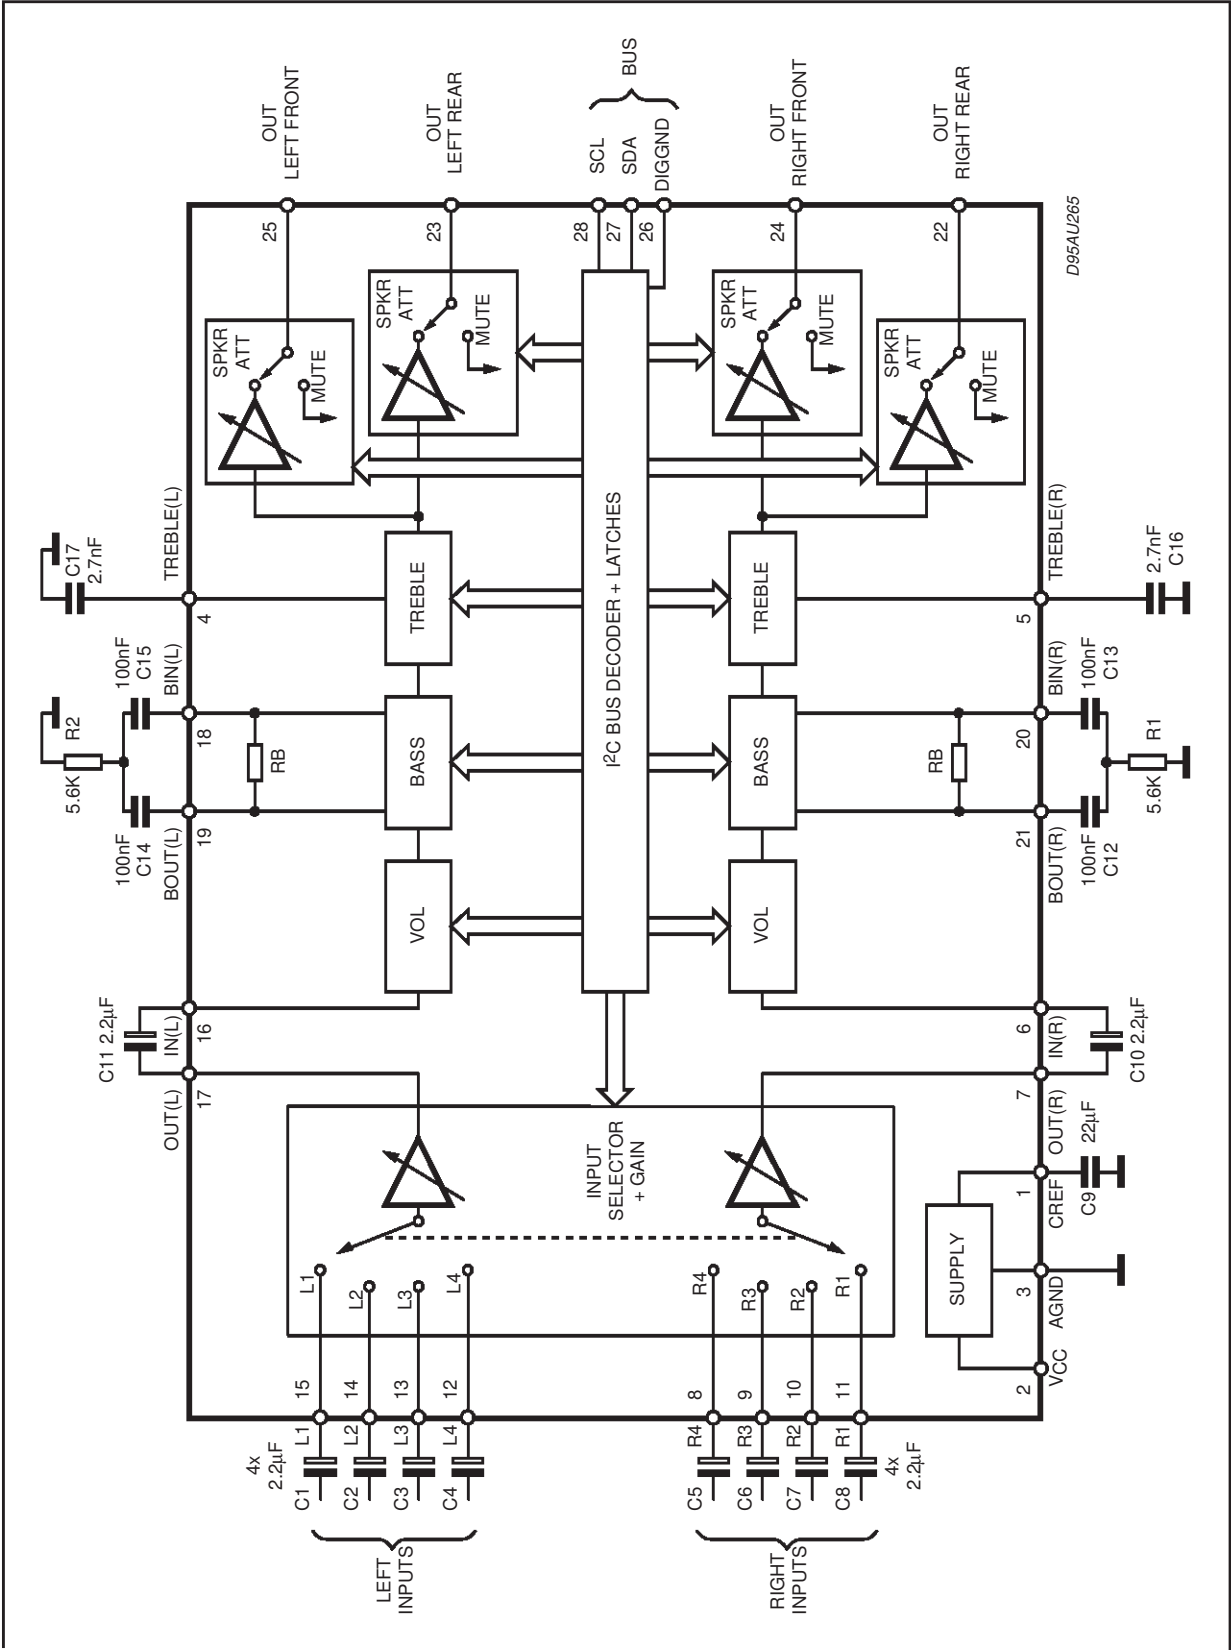 OUT
LEFT FRONT
OUT
LEFT REAR
BUS
SCL
SDA
DIGGND
OUT
RIGHT FRONT
OUT
RIGHT REAR
25
23
28
27
26
24
22
D95AU265
SPKR
ATT
MUTE
SPKR
ATT
MUTE
SPKR
ATT
MUTE
SPKR
ATT
MUTE
C17
2.7nF
TREBLE(L)
4
TREBLE
I²C BUS DECODER + LATCHES
TREBLE
5
TREBLE(R)
2.7nF
C16
R2
5.6K
100nF
C15
BIN(L)
18
100nF
C14
BOUT(L)
19
RB
BASS
BASS
RB
20
BIN(R)
100nF
C13
21
BOUT(R)
100nF
C12
R1
5.6K
VOL
VOL
C11 2.2µF
IN(L)
16
OUT(L)
17
6
IN(R)
7
OUT(R)
C10 2.2µF
INPUT
SELECTOR
+ GAIN
L1
L2
L3
L4
R4
R3
R2
R1
SUPPLY
1
CREF
C9
22µF
3
AGND
2
VCC
15
14
13
12
8
9
10
11
L1
L2
L3
L4
R4
R3
R2
R1
4x
2.2µF
C1
C2
C3
C4
C5
C6
C7
C8
4x
2.2µF
LEFT
INPUTS
RIGHT
INPUTS